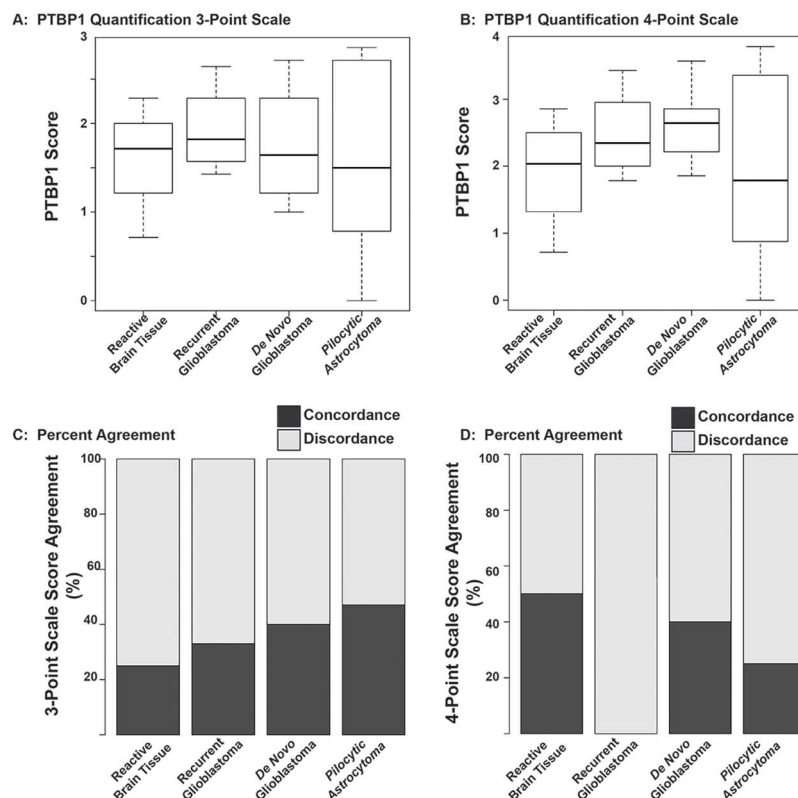 A: PTBP1 Quantification 3-Point Scale
PTBP1 Score
3
2
1
0
Reactive
Brain Tissue
Recurrent
Glioblastoma
De Novo
Glioblastoma
Pilocytic
Astrocytoma
B: PTBP1 Quantification 4-Point Scale
PTBP1 Score
4
3
2
1
0
Reactive
Brain Tissue
Recurrent
Glioblastoma
De Novo
Glioblastoma
Pilocytic
Astrocytoma
C: Percent Agreement
Concordance
Discordance
3-Point Scale Score Agreement
(%)
100
80
60
40
20
Reactive
Brain Tissue
Recurrent
Glioblastoma
De Novo
Glioblastoma
Pilocytic
Astrocytoma
D: Percent Agreement
Concordance
Discordance
4-Point Scale Score Agreement
(%)
100
80
60
40
20
Reactive
Brain Tissue
Recurrent
Glioblastoma
De Novo
Glioblastoma
Pilocytic
Astrocytoma